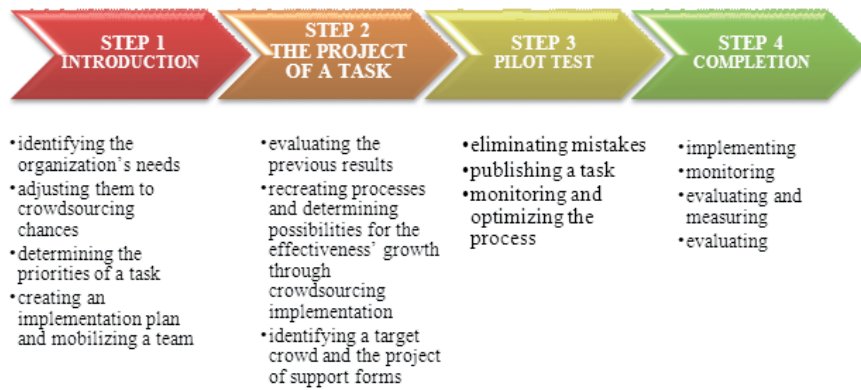 STEP 1
INTRODUCTION
STEP 2
THE PROJECT
OF A TASK
STEP 3
PILOT TEST
STEP 4
COMPLETION
•identifying the
organization's needs
•adjusting them to
crowdsourcing
chances
•determining the
priorities of a task
•creating an
implementation plan
and mobilizing a team
•evaluating the
previous results
•recreating processes
and determining
possibilities for the
effectiveness' growth
through
crowdsourcing
implementation
•identifying a target
crowd and the project
of support forms
•eliminating mistakes
•publishing a task
•monitoring and
optimizing the
process
•implementing
•monitoring
•evaluating and
measuring
•evaluating